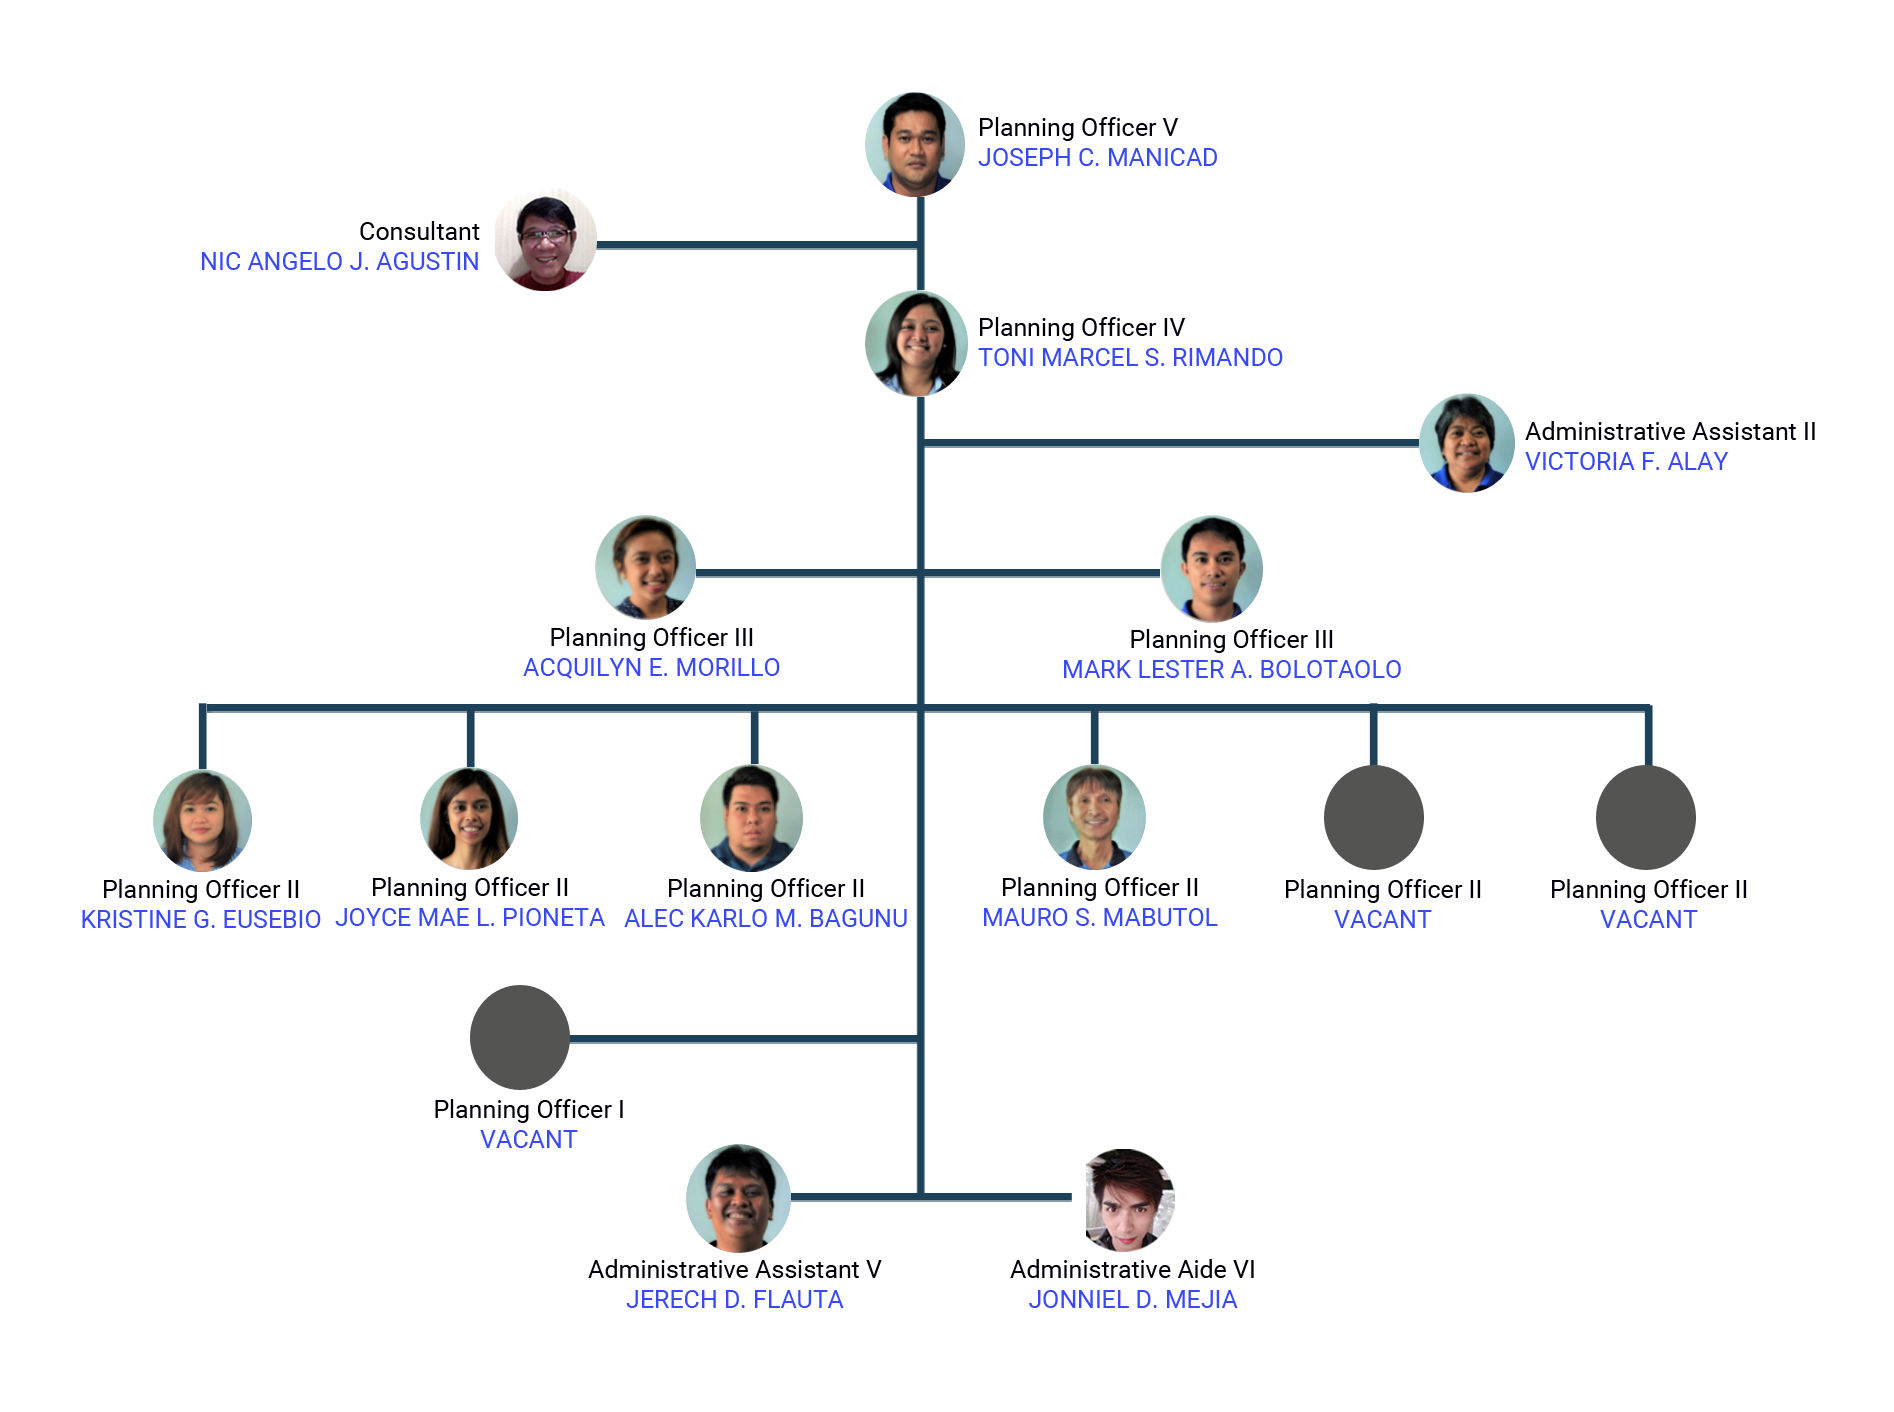 Planning Officer V
JOSEPH C. MANICAD
Consultant
NIC ANGELO J. AGUSTIN
Planning Officer IV
TONI MARCEL S. RIMANDO
Administrative Assistant II
VICTORIA F. ALAY
Planning Officer III
ACQUILYN E. MORILLO
Planning Officer III
MARK LESTER A. BOLOTAOLO
Planning Officer II
KRISTINE G. EUSEBIO
Planning Officer II
JOYCE MAE L. PIONETA
Planning Officer II
ALEC KARLO M. BAGUNU
Planning Officer II
MAURO S. MABUTOL
Planning Officer II
VACANT
Planning Officer II
VACANT
Planning Officer I
VACANT
Administrative Assistant V
JERECH D. FLAUTA
Administrative Aide VI
JONNIEL D. MEJIA